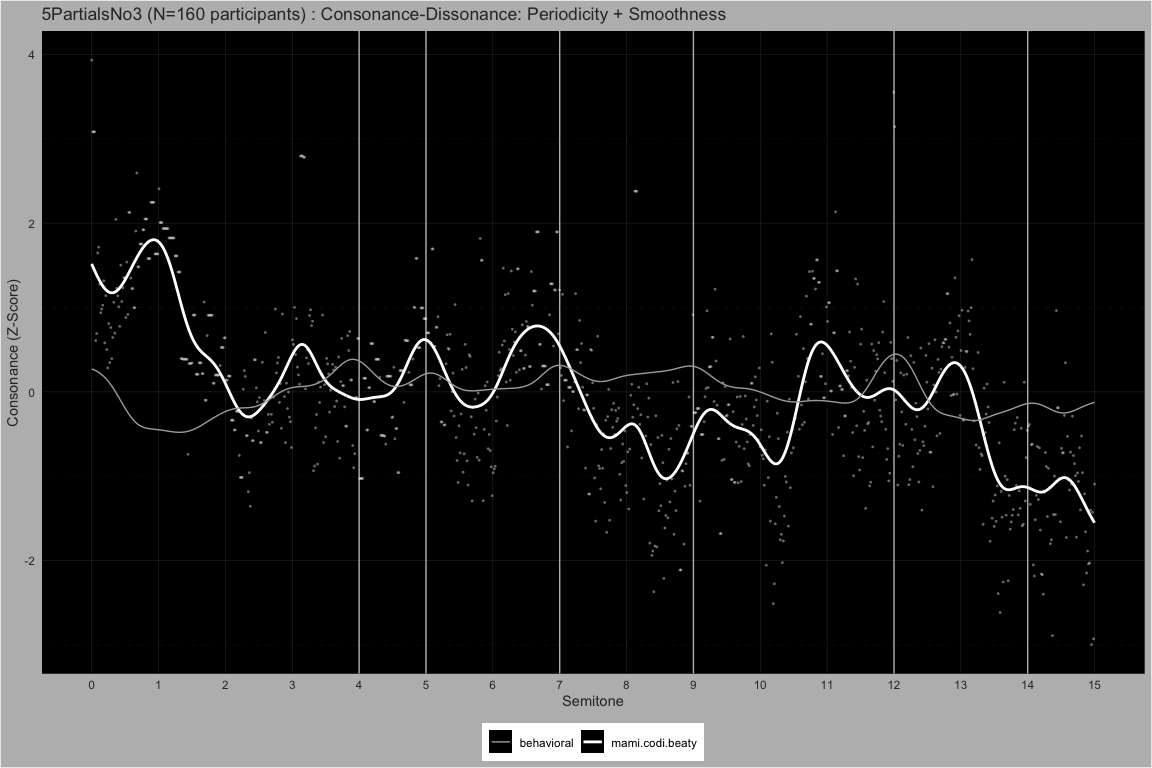 5PartialsNo3 (N=160 participants) : Consonance-Dissonance: Periodicity + Smoothness
Consonance (Z-Score)
4
2
0
-2
0 1 2 3 4 5 6 7 8 9 10 11 12 13 14 15
Semitone
behavioral mami.codi.beaty